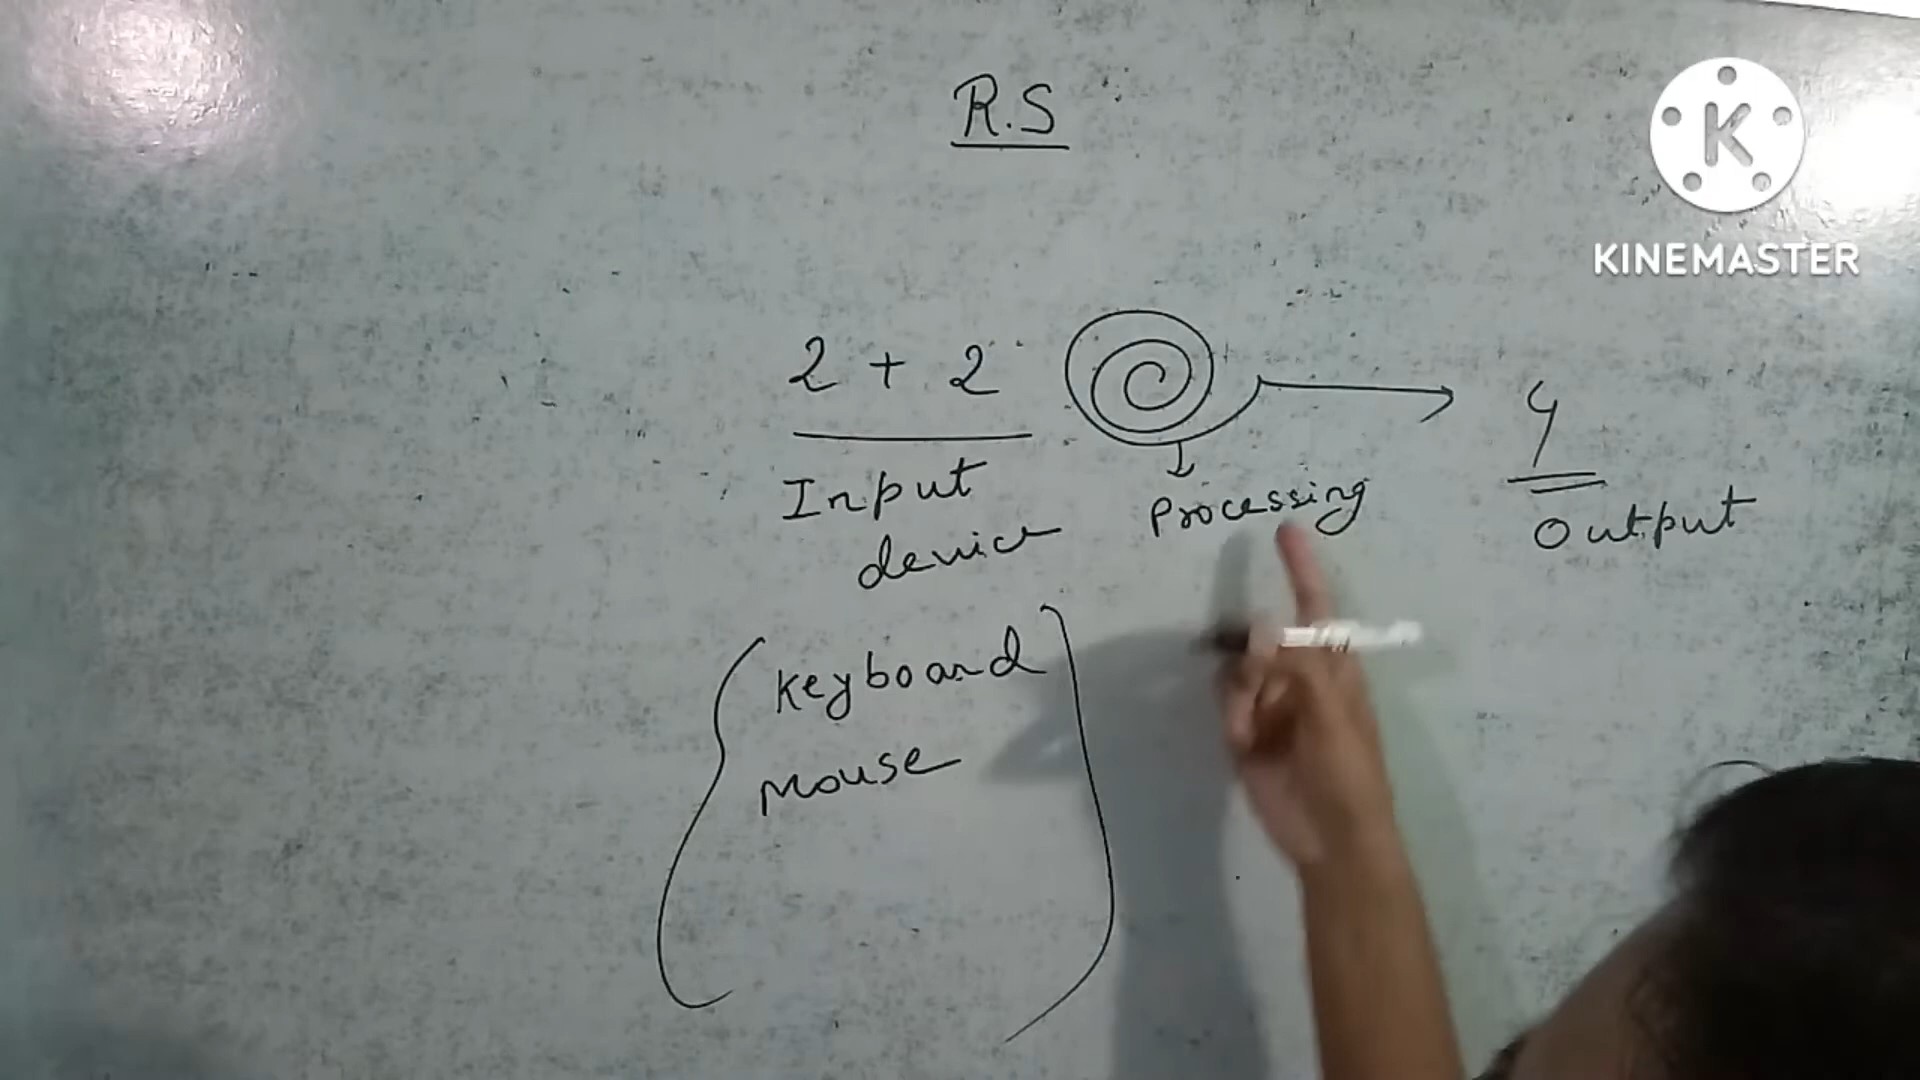 R.S
K
KINEMASTER
2 + 2
4
Input
device
Processing
Output
Keyboard
mouse